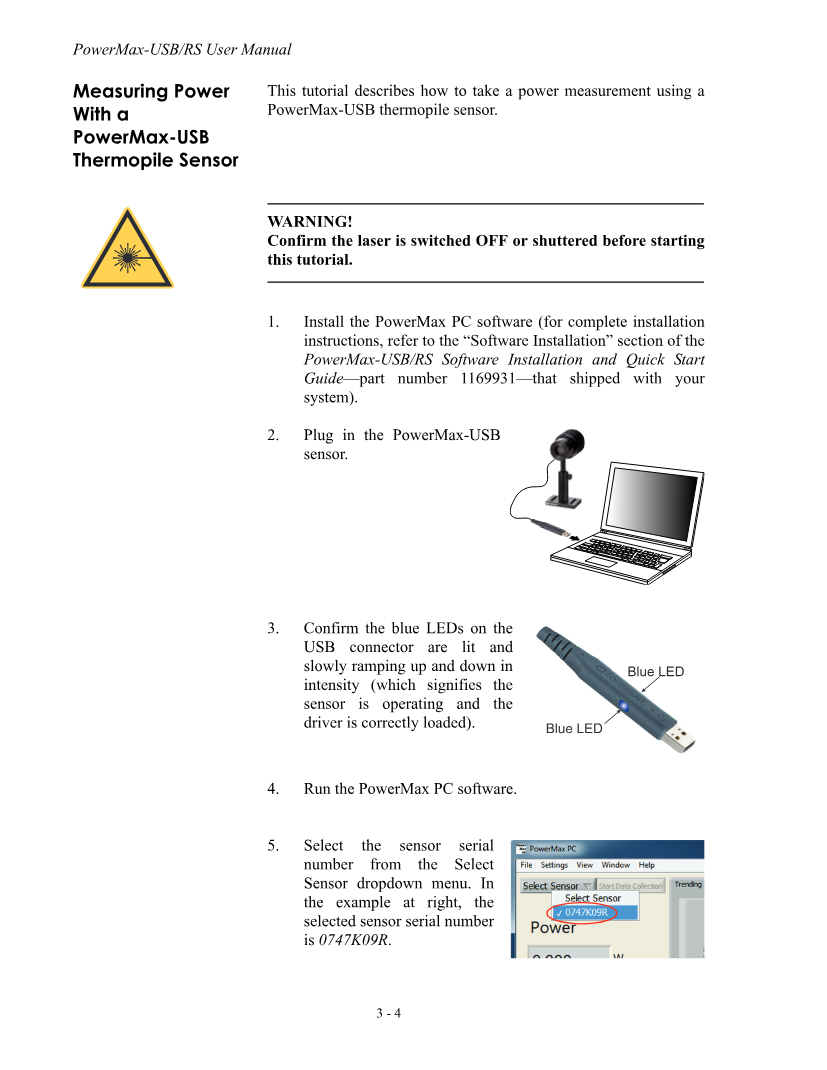 PowerMax-USB/RS User Manual
Measuring Power
With a
PowerMax-USB
Thermopile Sensor
This tutorial describes how to take a power measurement using a
PowerMax-USB thermopile sensor.
WARNING!
Confirm the laser is switched OFF or shuttered before starting
this tutorial.
1. Install the PowerMax PC software (for complete installation
instructions, refer to the “Software Installation” section of the
PowerMax-USB/RS Software Installation and Quick Start
Guide—part number 1169931—that shipped with your
system).
2. Plug in the PowerMax-USB
sensor.
3. Confirm the blue LEDs on the
USB connector are lit and
slowly ramping up and down in
intensity (which signifies the
sensor is operating and the
driver is correctly loaded).
Blue LED
Blue LED
4. Run the PowerMax PC software.
5. Select the sensor serial
number from the Select
Sensor dropdown menu. In
the example at right, the
selected sensor serial number
is 0747K09R.
PowerMax PC
File Settings View Window Help
Select Sensor Start Data Collection Trending
Select Sensor
✓ 0747K09R
Power
0.000 W
3 - 4